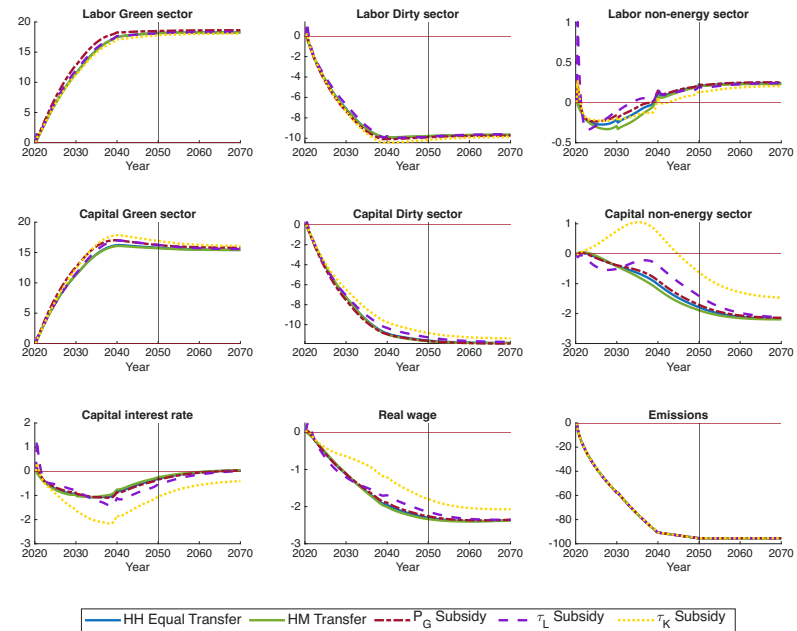 Labor Green sector
20
15
10
5
0
2020 2030 2040 2050 2060 2070
Year
Labor Dirty sector
0
-2
-4
-6
-8
-10
2020 2030 2040 2050 2060 2070
Year
Labor non-energy sector
1
0.5
0
-0.5
2020 2030 2040 2050 2060 2070
Year
Capital Green sector
20
15
10
5
0
2020 2030 2040 2050 2060 2070
Year
Capital Dirty sector
0
-2
-4
-6
-8
-10
2020 2030 2040 2050 2060 2070
Year
Capital non-energy sector
1
0
-1
-2
-3
2020 2030 2040 2050 2060 2070
Year
Capital interest rate
2
1
0
-1
-2
-3
2020 2030 2040 2050 2060 2070
Year
Real wage
0
-1
-2
-3
2020 2030 2040 2050 2060 2070
Year
Emissions
0
-20
-40
-60
-80
-100
2020 2030 2040 2050 2060 2070
Year
HH Equal Transfer HM Transfer P_G Subsidy τ_L Subsidy τ_K Subsidy